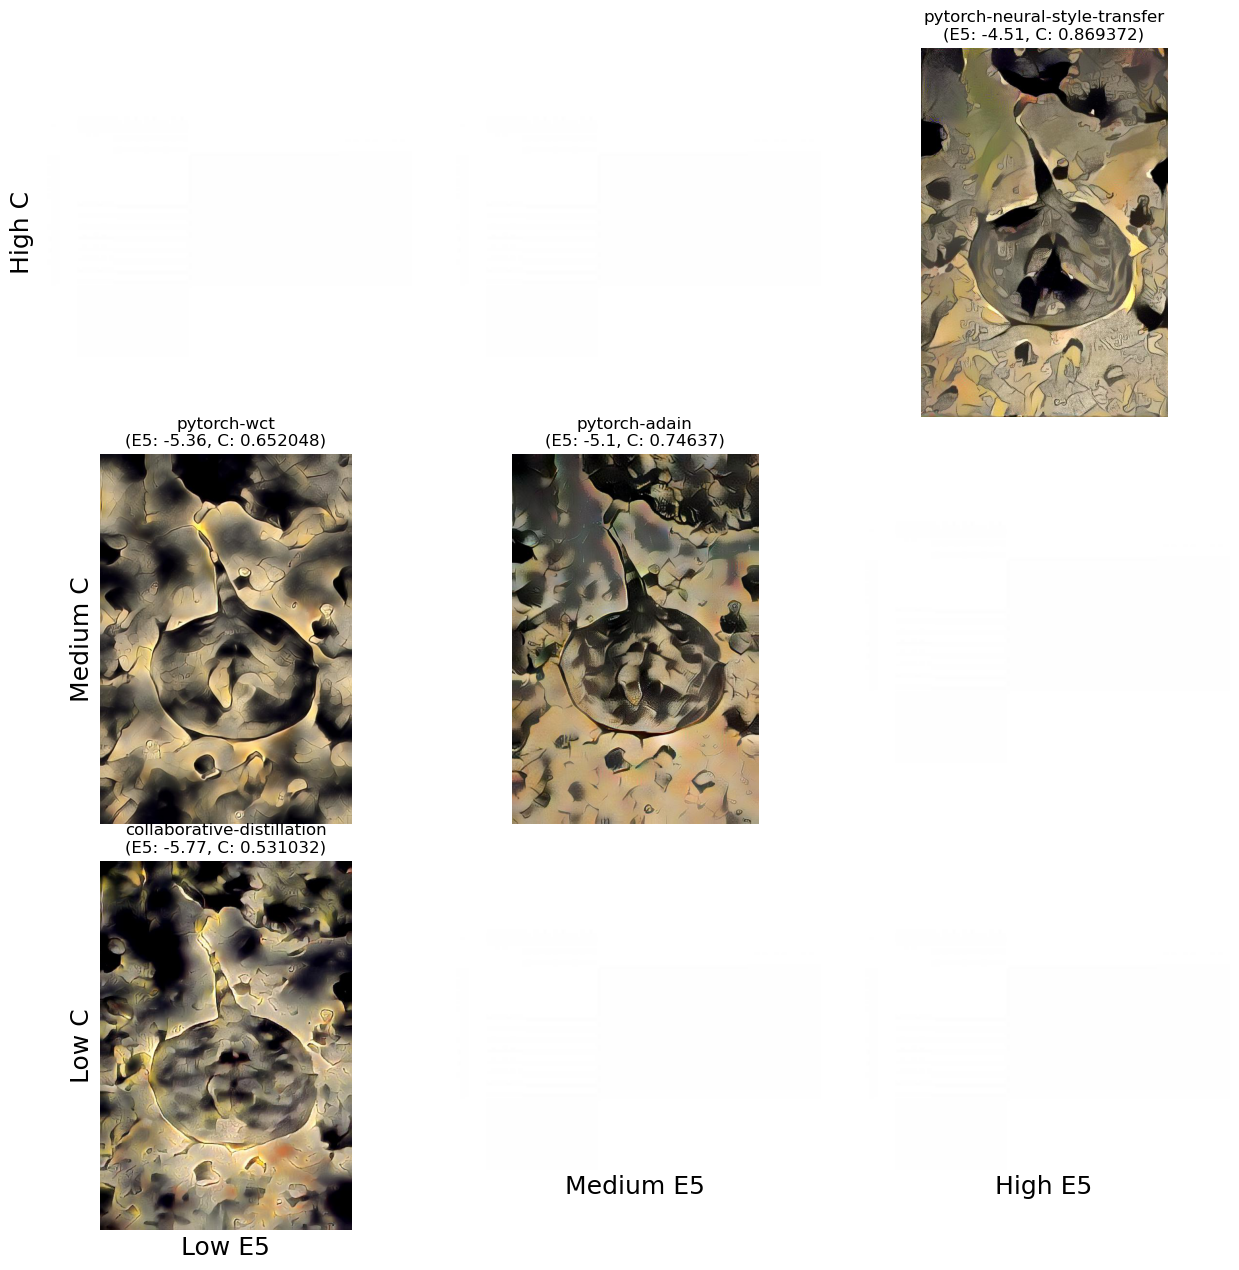 pytorch-neural-style-transfer
(E5: -4.51, C: 0.869372)
High C
pytorch-wct
(E5: -5.36, C: 0.652048)
pytorch-adain
(E5: -5.1, C: 0.74637)
Medium C
collaborative-distillation
(E5: -5.77, C: 0.531032)
Low C
Medium E5
High E5
Low E5